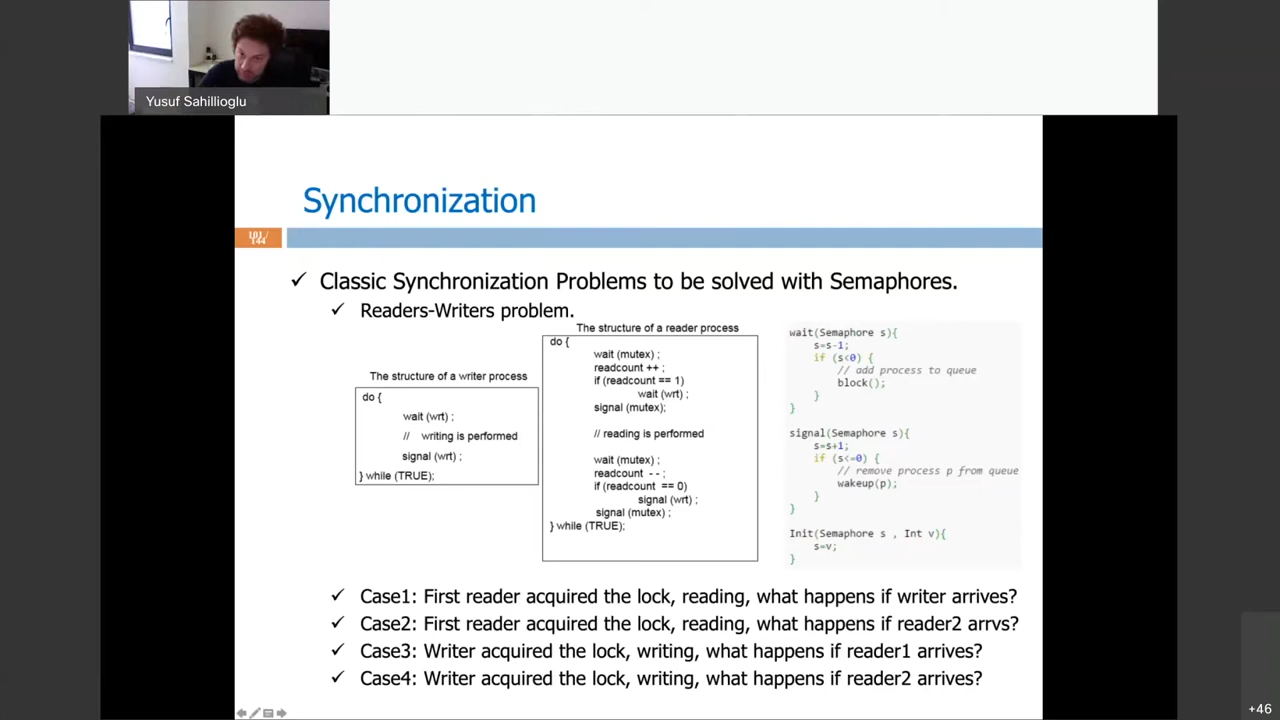 Yusuf Sahillioglu
Synchronization
101 /
144
✓ Classic Synchronization Problems to be solved with Semaphores.
✓ Readers-Writers problem.
The structure of a writer process
do {
wait (wrt) ;
// writing is performed
signal (wrt) ;
} while (TRUE);
The structure of a reader process
do {
wait (mutex) ;
readcount ++ ;
if (readcount == 1)
wait (wrt) ;
signal (mutex);
// reading is performed
wait (mutex) ;
readcount - - ;
if (readcount == 0)
signal (wrt) ;
signal (mutex) ;
} while (TRUE);
wait(Semaphore s){
s=s-1;
if (s<0) {
// add process to queue
block();
}
}
signal(Semaphore s){
s=s+1;
if (s<=0) {
// remove process p from queue
wakeup(p);
}
}
Init(Semaphore s , Int v){
s=v;
}
✓ Case1: First reader acquired the lock, reading, what happens if writer arrives?
✓ Case2: First reader acquired the lock, reading, what happens if reader2 arrvs?
✓ Case3: Writer acquired the lock, writing, what happens if reader1 arrives?
✓ Case4: Writer acquired the lock, writing, what happens if reader2 arrives?
+46